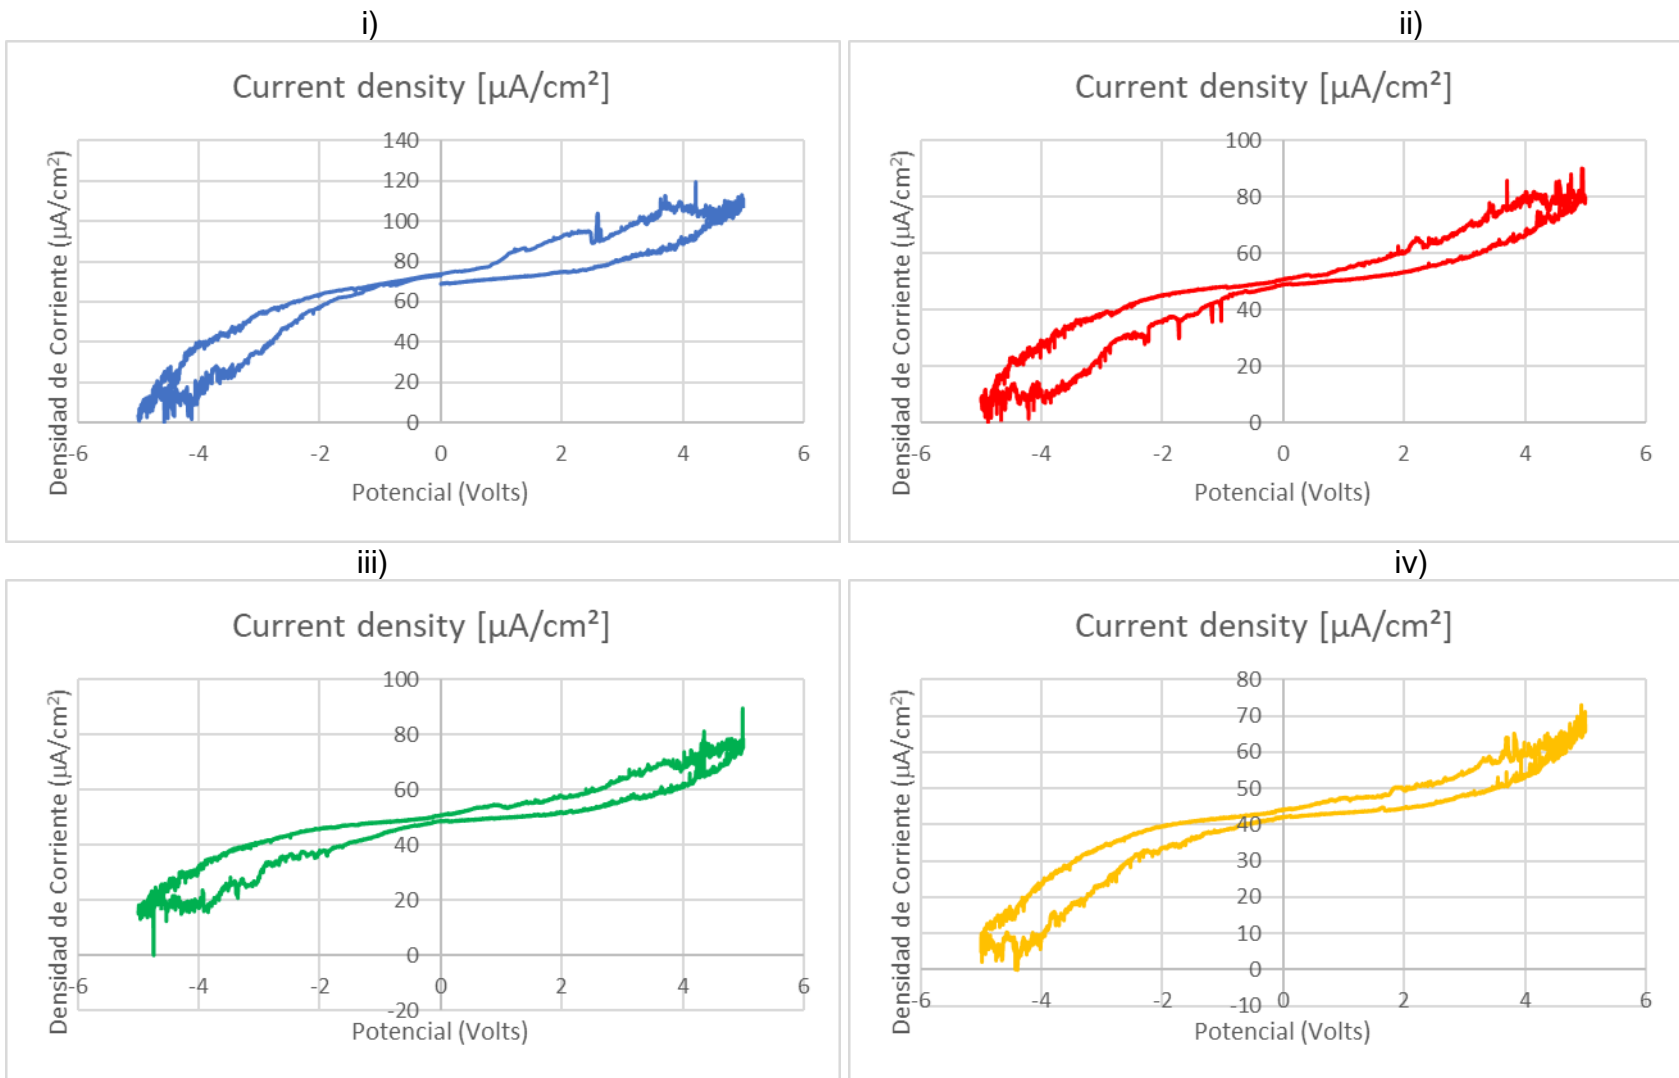 i)
Current density [µA/cm²]
Densidad de Corriente (µA/cm²)
140
120
100
80
60
40
20
0
-6 -4 -2 0 2 4 6
Potencial (Volts)
ii)
Current density [µA/cm²]
Densidad de Corriente (µA/cm²)
100
80
60
40
20
0
-6 -4 -2 0 2 4 6
Potencial (Volts)
iii)
Current density [µA/cm²]
Densidad de Corriente (µA/cm²)
100
80
60
40
20
0
-20
-6 -4 -2 0 2 4 6
Potencial (Volts)
iv)
Current density [µA/cm²]
Densidad de Corriente (µA/cm²)
80
70
60
50
40
30
20
10
0
-10
-6 -4 -2 0 2 4 6
Potencial (Volts)